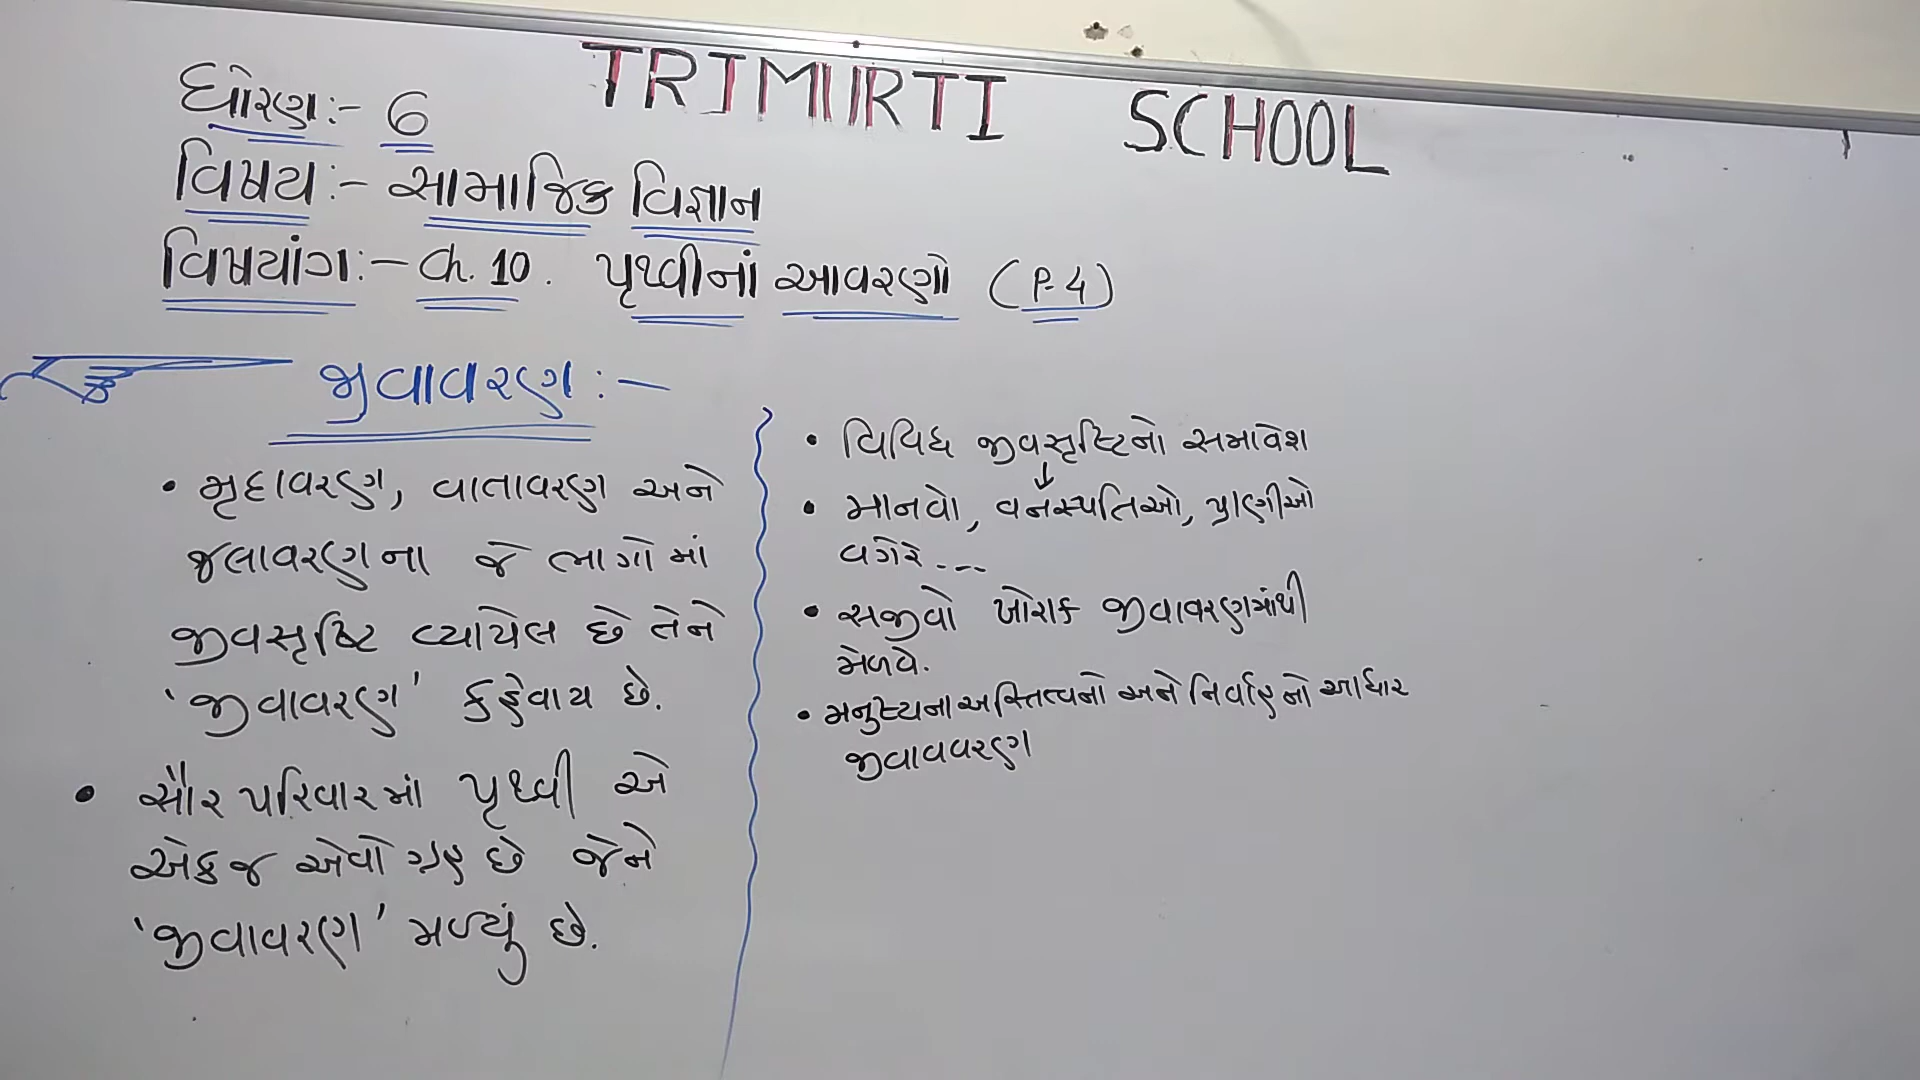 TRIMURTI SCHOOL
ધોરણ:- 6
વિષય:- સામાજિક વિજ્ઞાન
વિષયાંગ:- Ch. 10. પૃથ્વીનાં આવરણો (P-4)
જીવાવરણ:-
• મૃદાવરણ, વાતાવરણ અને
જલાવરણના જે ભાગોમાં
જીવસૃષ્ટિ વ્યાપેલ છે તેને
'જીવાવરણ' કહેવાય છે.
• સૌર પરિવારમાં પૃથ્વી એ
એક જ એવો ગ્રહ છે જેને
'જીવાવરણ' મળ્યું છે.
• વિવિધ જીવસૃષ્ટિનો સમાવેશ
↓
• માનવો, વનસ્પતિઓ, પ્રાણીઓ
વગેરે---
• સજીવો ખોરાક જીવાવરણમાંથી
મેળવે.
• મનુષ્યના અસ્તિત્વનો અને નિર્વાહનો આધાર
જીવાવવરણ